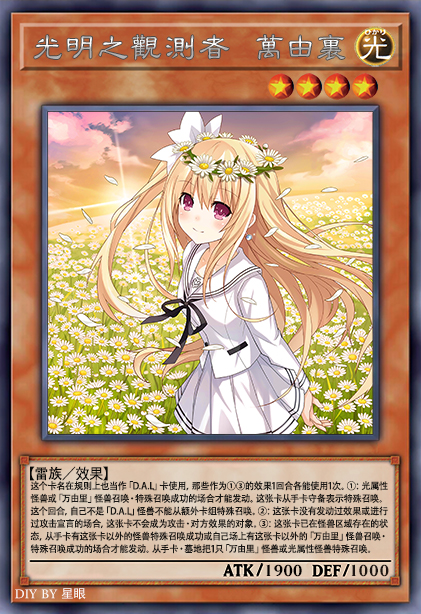 光明之觀測者　萬由裏
ひかり
光
【雷族／效果】
这个卡名在规则上也当作「D.A.L」卡使用，那些作为①③的效果1回合各能使用1次。①：光属性
怪兽或「万由里」怪兽召唤・特殊召唤成功的场合才能发动。这张卡从手卡守备表示特殊召唤。
这个回合，自己不是「D.A.L」怪兽不能从额外卡组特殊召唤。②：这张卡没有发动过效果或进行
过攻击宣言的场合，这张卡不会成为攻击・对方效果的对象。③：这张卡已在怪兽区域存在的状
态，从手卡有这张卡以外的怪兽特殊召唤成功或自己场上有这张卡以外的「万由里」怪兽召唤・
特殊召唤成功的场合才能发动。从手卡・墓地把1只「万由里」怪兽或光属性怪兽特殊召唤。
ATK/1900 DEF/1000
DIY BY 星眼